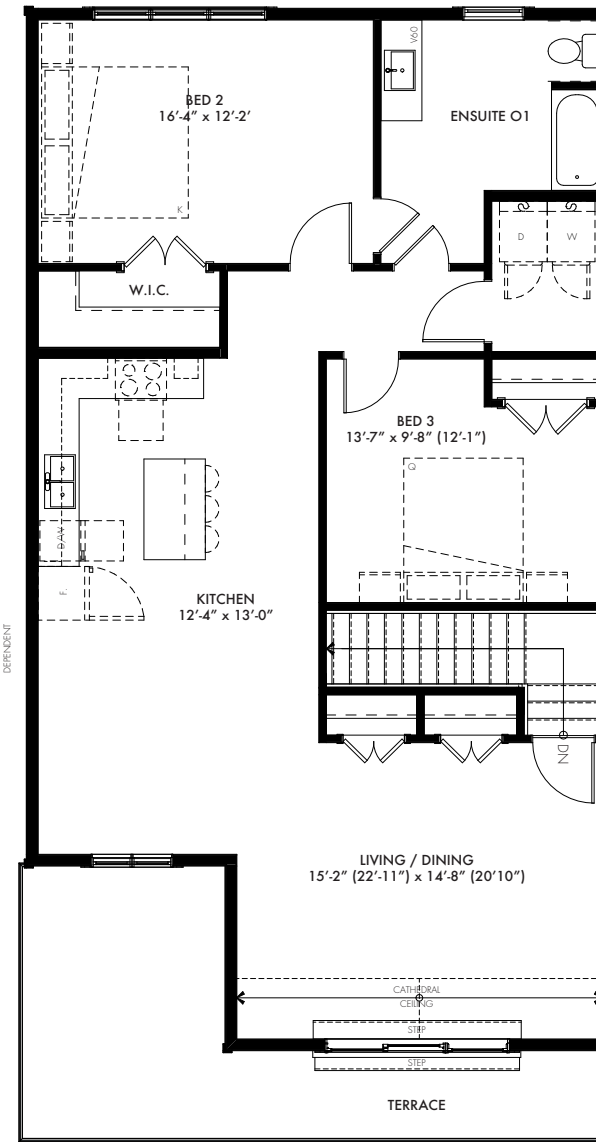 V60
BED 2
16'-4" x 12'-2'
ENSUITE O1
K
D
W
W.I.C.
BED 3
13'-7" x 9'-8" (12'-1")
Q
D/W
F.
KITCHEN
12'-4" x 13'-0"
DEPENDENT
DN
LIVING / DINING
15'-2" (22'-11") x 14'-8" (20'10")
CATHEDRAL
CEILING
STEP
STEP
TERRACE